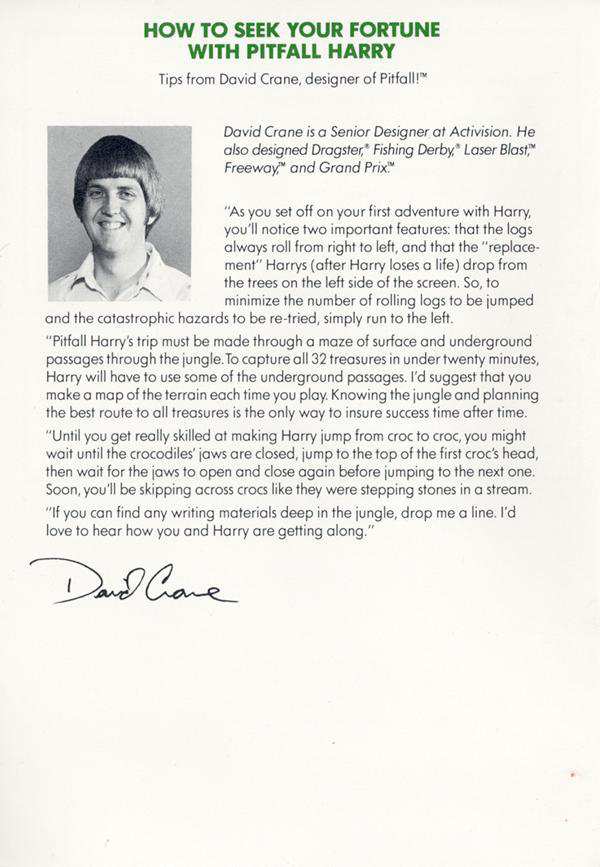 HOW TO SEEK YOUR FORTUNE
WITH PITFALL HARRY
Tips from David Crane, designer of Pitfall!™
David Crane is a Senior Designer at Activision. He
also designed Dragster,® Fishing Derby,® Laser Blast,™
Freeway,™ and Grand Prix.™
"As you set off on your first adventure with Harry,
you'll notice two important features: that the logs
always roll from right to left, and that the "replace-
ment" Harrys (after Harry loses a life) drop from
the trees on the left side of the screen. So, to
minimize the number of rolling logs to be jumped
and the catastrophic hazards to be re-tried, simply run to the left.
"Pitfall Harry's trip must be made through a maze of surface and underground
passages through the jungle. To capture all 32 treasures in under twenty minutes,
Harry will have to use some of the underground passages. I'd suggest that you
make a map of the terrain each time you play. Knowing the jungle and planning
the best route to all treasures is the only way to insure success time after time.
"Until you get really skilled at making Harry jump from croc to croc, you might
wait until the crocodiles' jaws are closed, jump to the top of the first croc's head,
then wait for the jaws to open and close again before jumping to the next one.
Soon, you'll be skipping across crocs like they were stepping stones in a stream.
"If you can find any writing materials deep in the jungle, drop me a line. I'd
love to hear how you and Harry are getting along."
David Crane